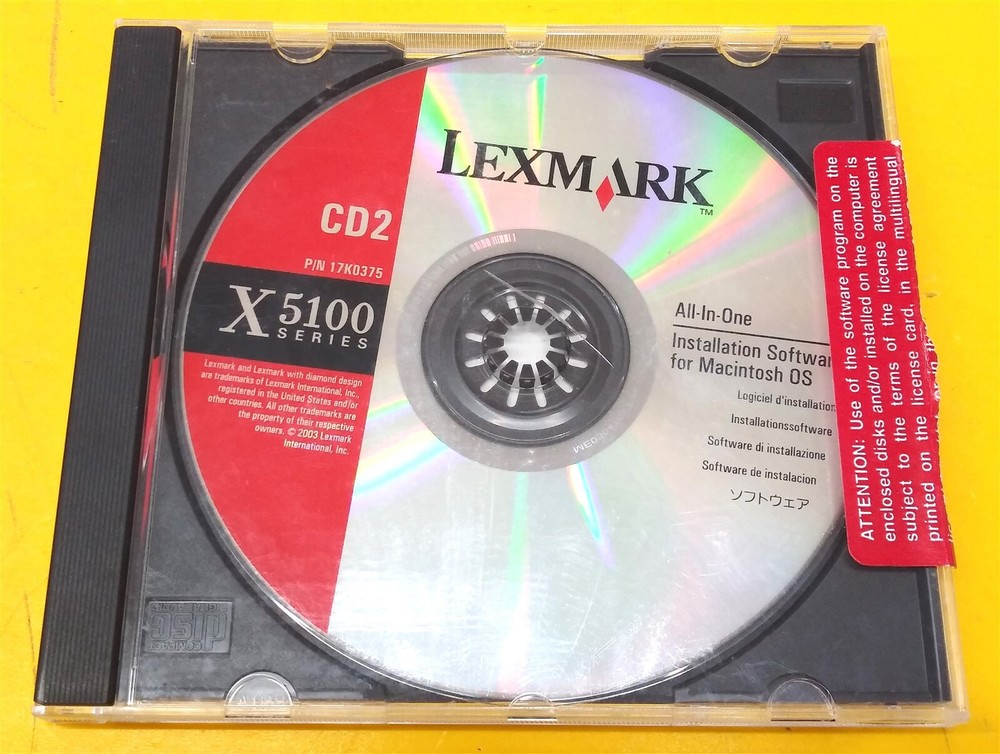 LEXMARK
TM
CD2
P/N 17K0375
X5100
SERIES
Lexmark and Lexmark with diamond design
are trademarks of Lexmark International, Inc.,
registered in the United States and/or
other countries. All other trademarks are
the property of their respective
owners. © 2003 Lexmark
International, Inc.
All-In-One
Installation Softwar
for Macintosh OS
Logiciel d'installation
Installationssoftware
Software di installazione
Software de instalacion
ソフトウェア
ATTENTION: Use of the software program on the
enclosed disks and/or installed on the computer is
subject to the terms of the license agreement
printed on the license card, in the multilingual